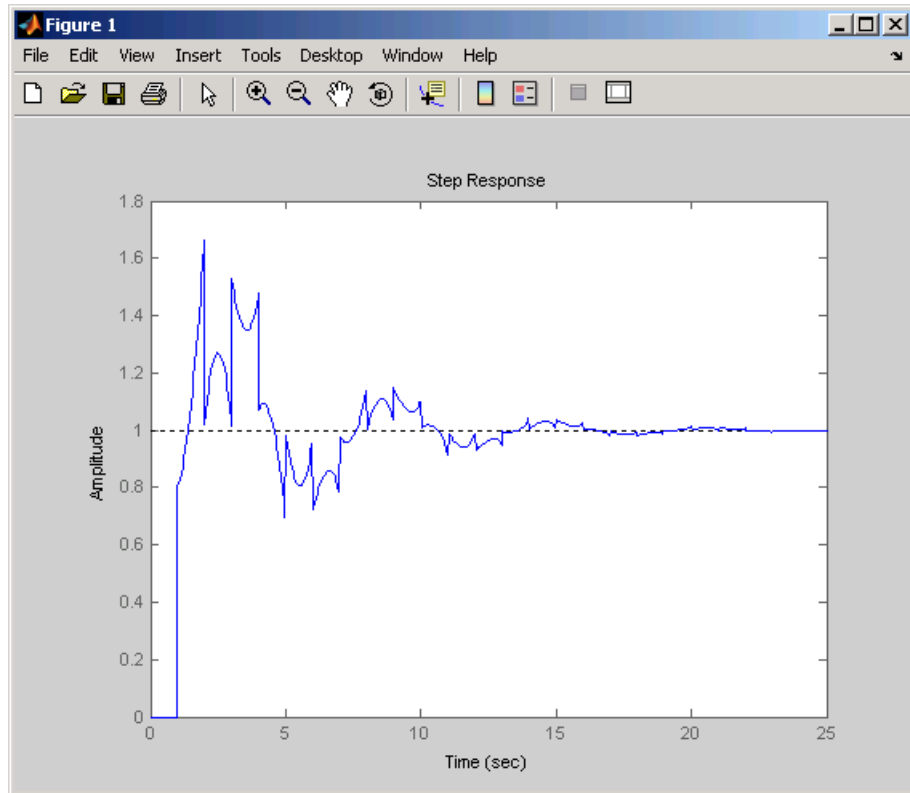 Figure 1
File Edit View Insert Tools Desktop Window Help
Step Response
1.8
1.6
1.4
1.2
1
0.8
0.6
0.4
0.2
0
Amplitude
0 5 10 15 20 25
Time (sec)